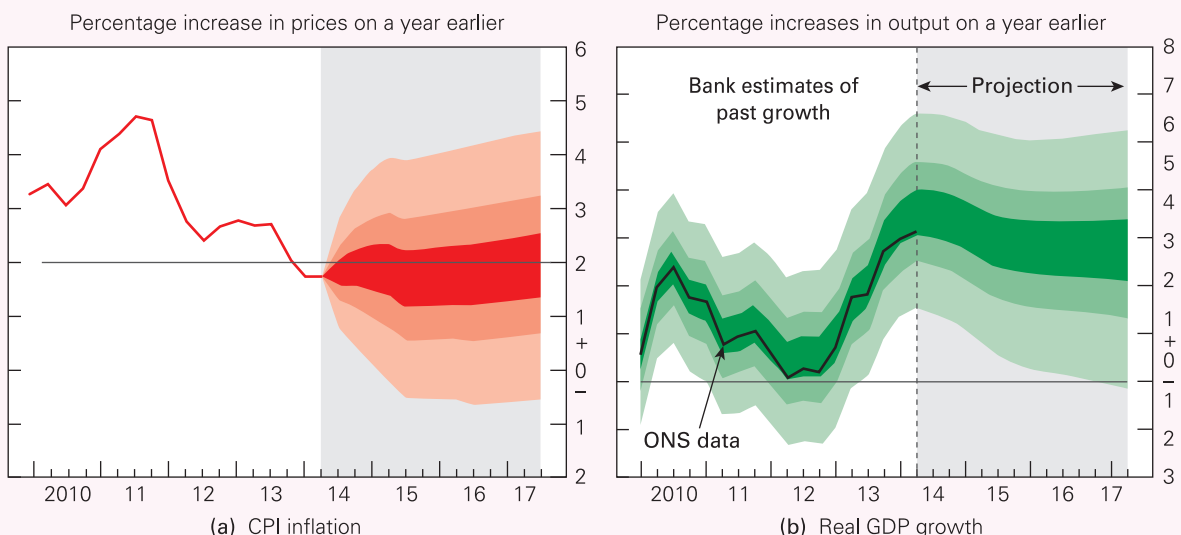 Percentage increase in prices on a year earlier
6
5
4
3
2
1
+
0
–
1
2
2010 11 12 13 14 15 16 17
(a) CPI inflation
Percentage increases in output on a year earlier
Bank estimates of
past growth
Projection
ONS data
8
7
6
5
4
3
2
1
+
0
–
1
2
3
2010 11 12 13 14 15 16 17
(b) Real GDP growth